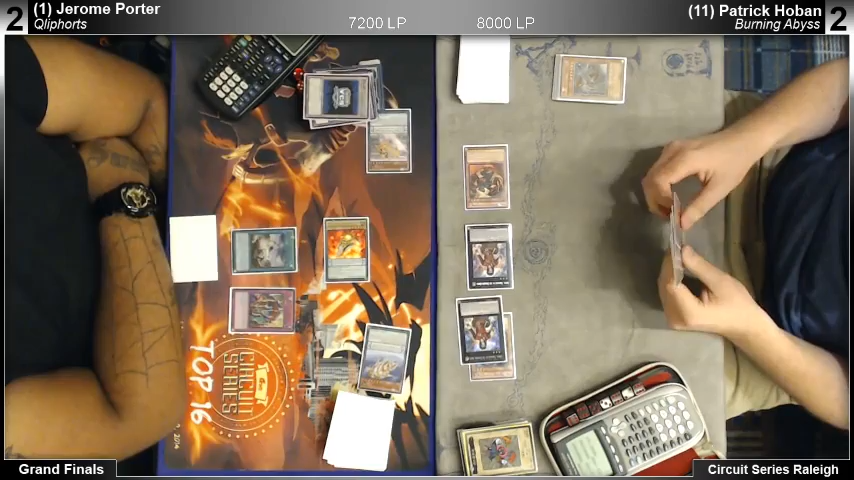 2
(1) Jerome Porter
Qliphorts
7200 LP
8000 LP
(11) Patrick Hoban
Burning Abyss
2
CIRCUIT
SERIES
TOP 16
2014
Grand Finals
Circuit Series Raleigh